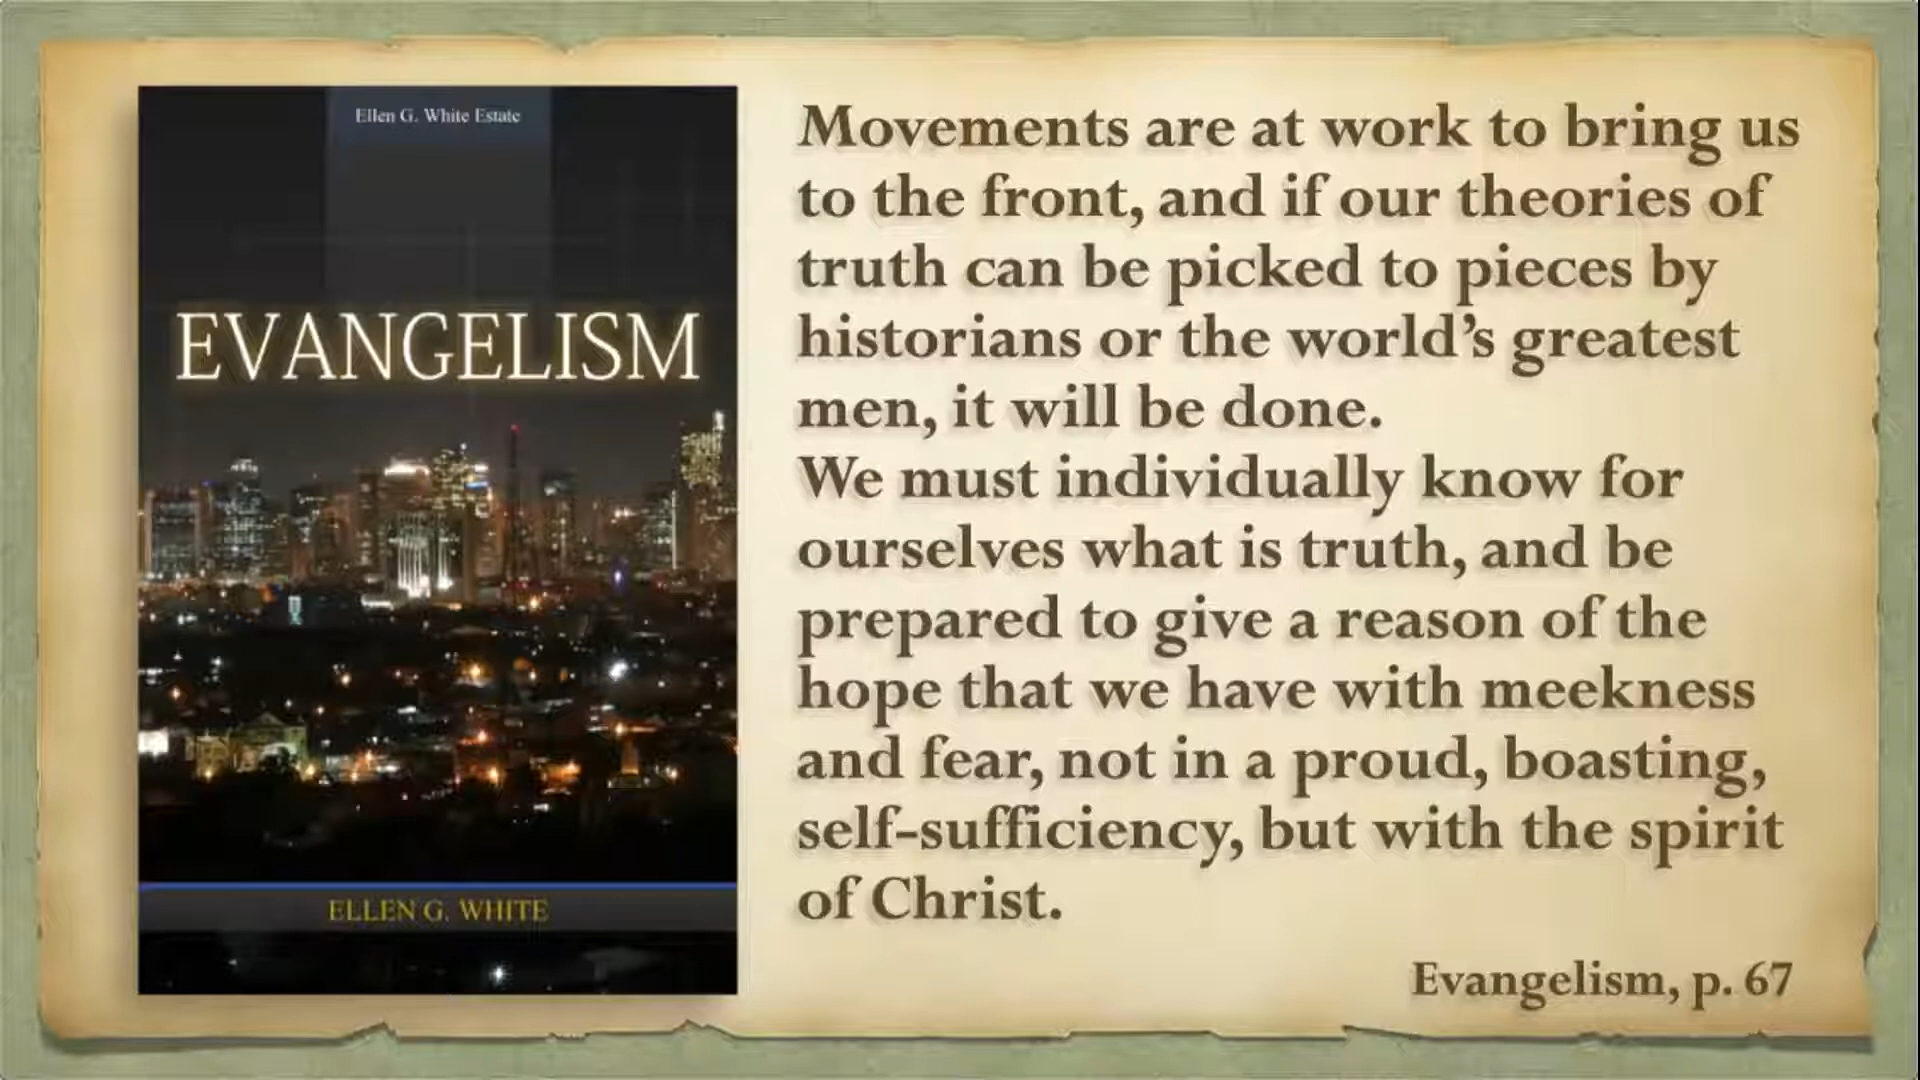 Ellen G. White Estate
EVANGELISM
ELLEN G. WHITE
Movements are at work to bring us
to the front, and if our theories of
truth can be picked to pieces by
historians or the world’s greatest
men, it will be done.
We must individually know for
ourselves what is truth, and be
prepared to give a reason of the
hope that we have with meekness
and fear, not in a proud, boasting,
self-sufficiency, but with the spirit
of Christ.
Evangelism, p. 67